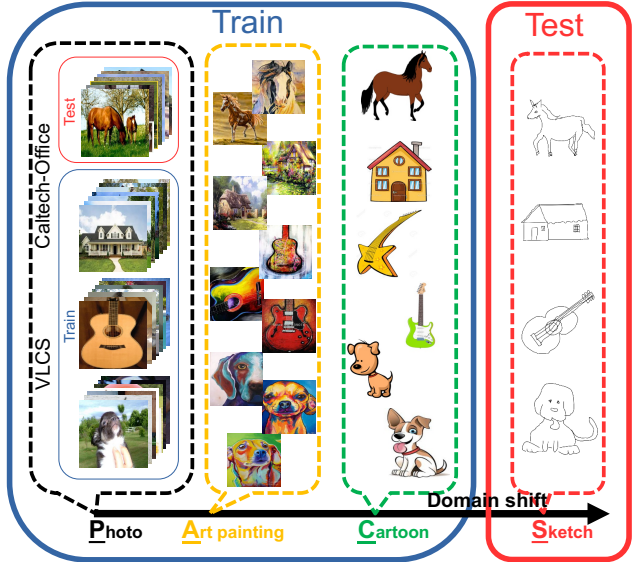 Train
Test
Caltech-Office
VLCS
Test
Train
Domain shift
Photo
Art painting
Cartoon
Sketch